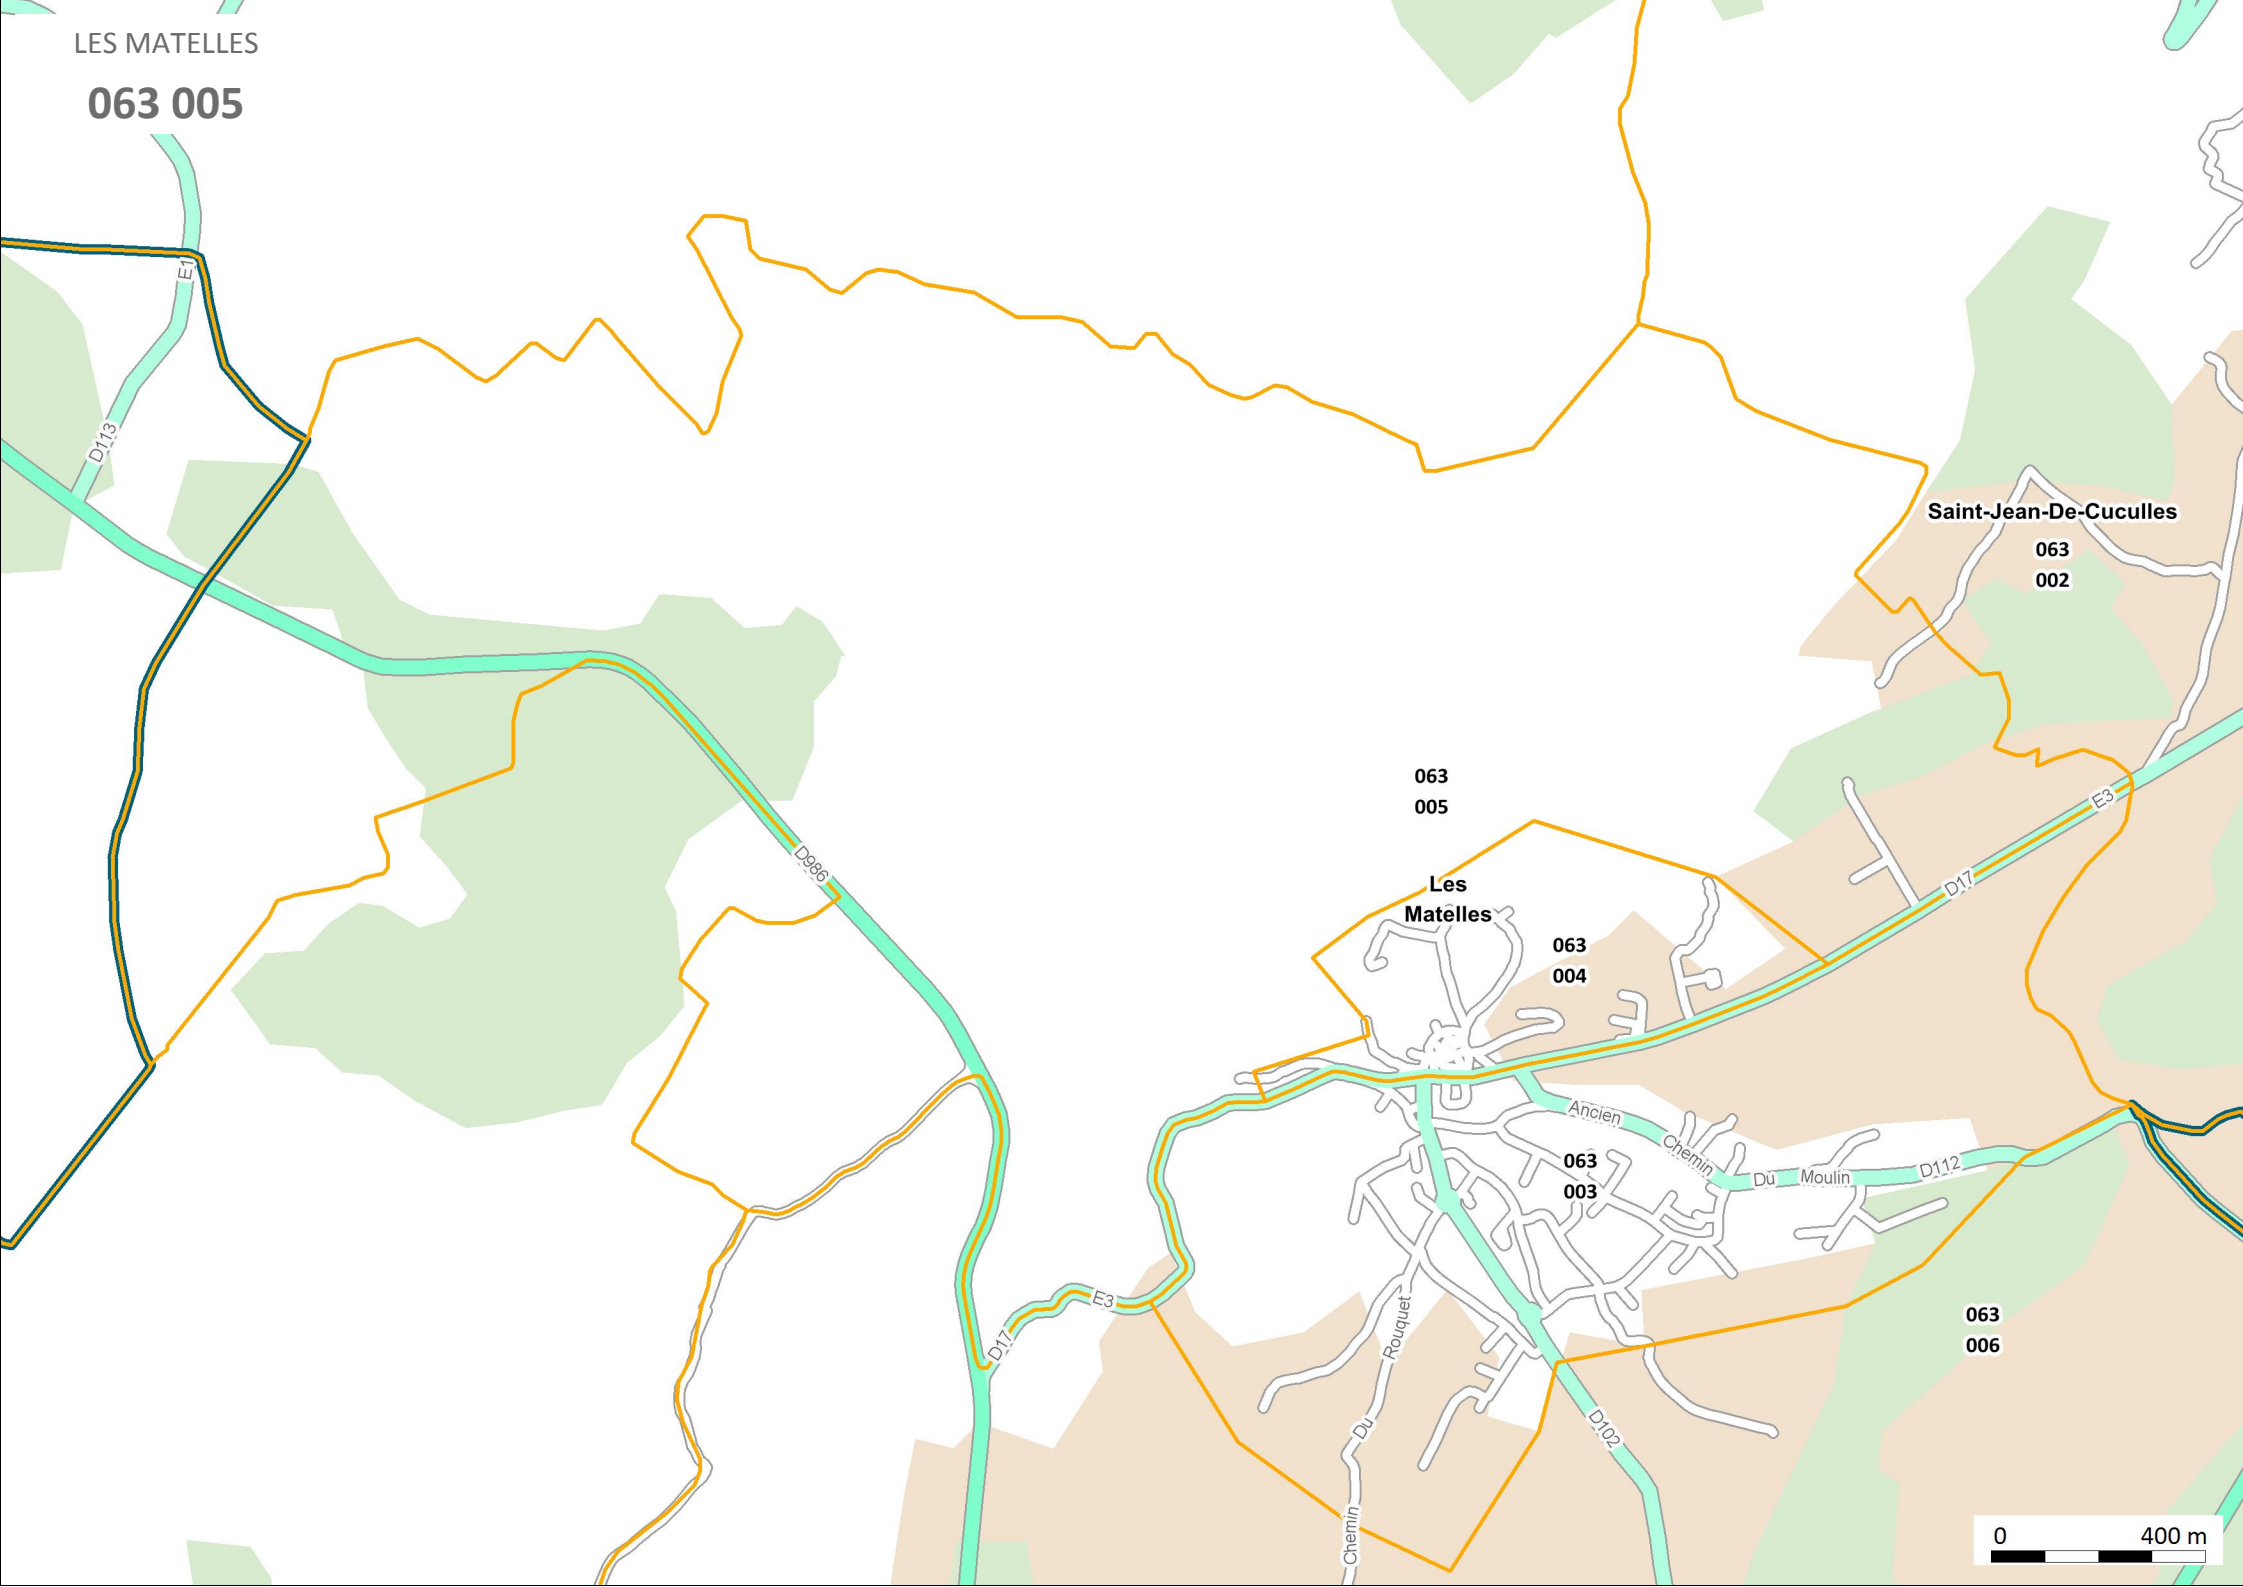 LES MATELLES
063 005
E1
D113
Saint-Jean-De-Cuculles
063
002
063
005
E3
D986
Les
Matelles
D17
063
004
Ancien
Chemin
Du
Moulin
D112
063
003
E3
D17
Rouquet
Du
Chemin
063
006
D102
0 400 m